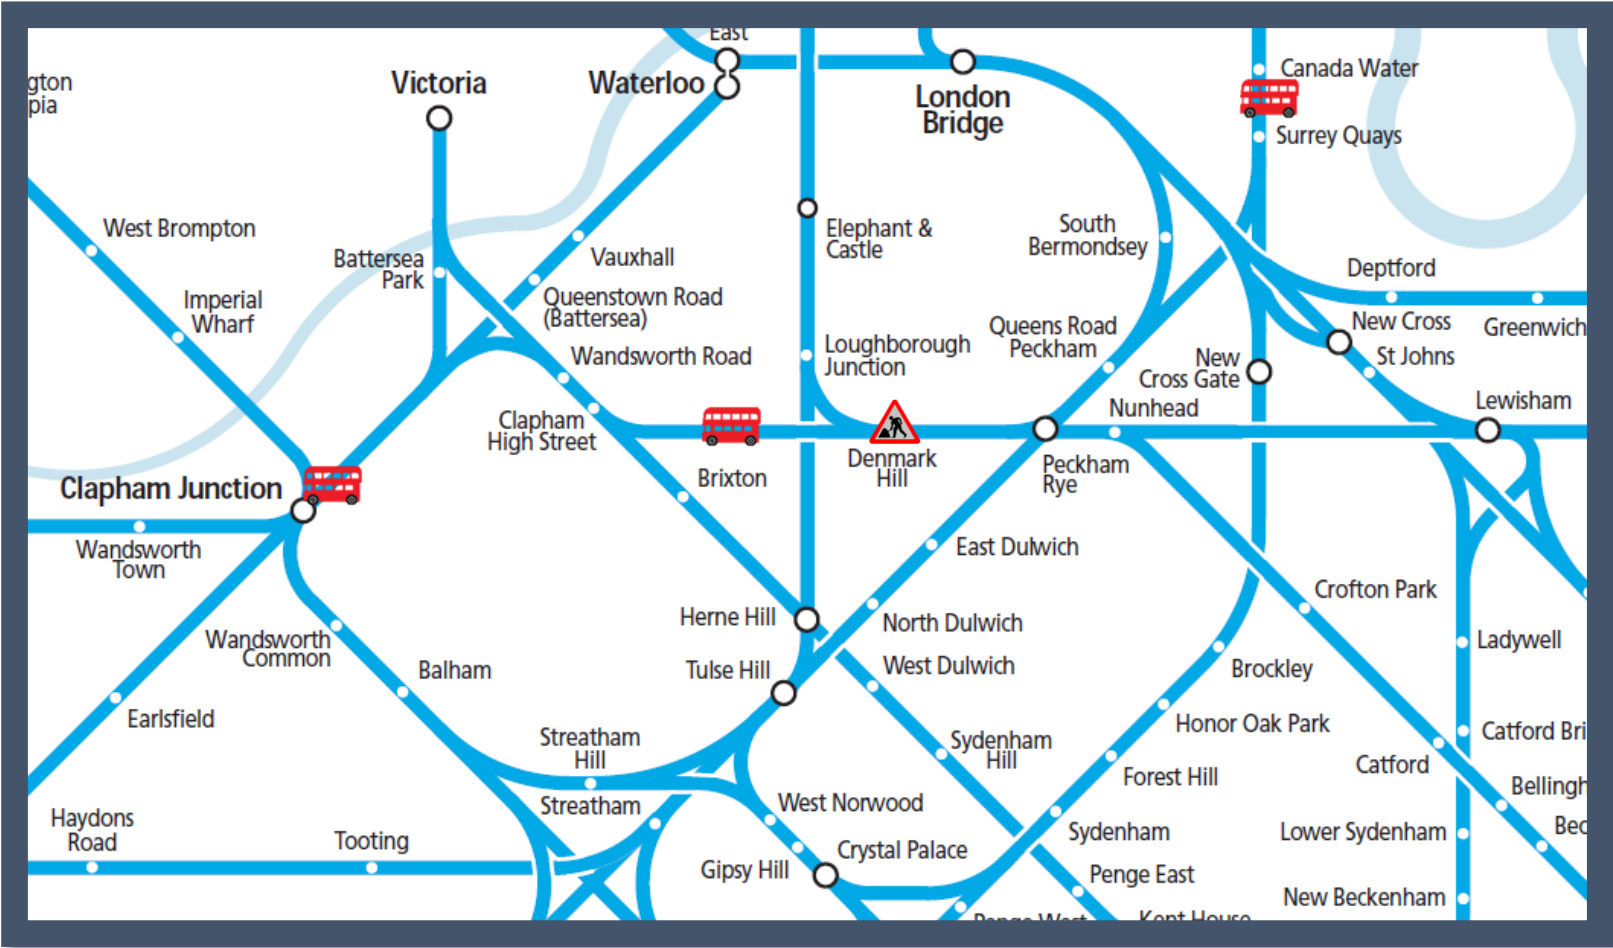 East
gton
pia
Victoria
Waterloo
London
Bridge
Canada Water
Surrey Quays
West Brompton
Imperial
Wharf
Battersea
Park
Vauxhall
Queenstown Road
(Battersea)
Wandsworth Road
Elephant &
Castle
South
Bermondsey
Deptford
New Cross
Greenwich
St Johns
Queens Road
Peckham
Loughborough
Junction
New
Cross Gate
Nunhead
Lewisham
Clapham
High Street
Brixton
Denmark
Hill
Peckham
Rye
Clapham Junction
Wandsworth
Town
East Dulwich
Crofton Park
Herne Hill
North Dulwich
Ladywell
Wandsworth
Common
Balham
Tulse Hill
West Dulwich
Brockley
Earlsfield
Honor Oak Park
Catford Bri
Streatham
Hill
Sydenham
Hill
Forest Hill
Catford
Bellingh
Streatham
West Norwood
Haydons
Road
Tooting
Sydenham
Lower Sydenham
Bec
Gipsy Hill
Crystal Palace
Penge East
New Beckenham
Penge West
Kent House